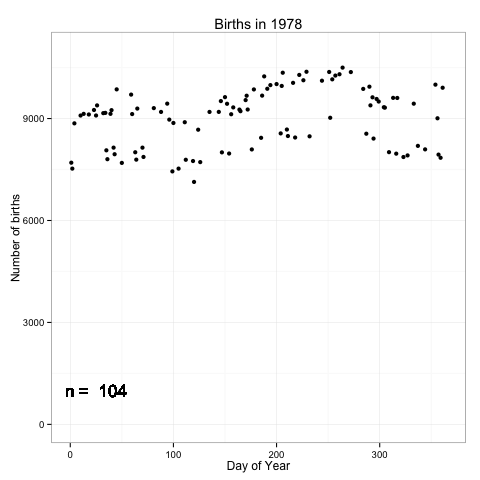 Births in 1978
Number of births
9000
6000
3000
0
n = 104
0 100 200 300
Day of Year